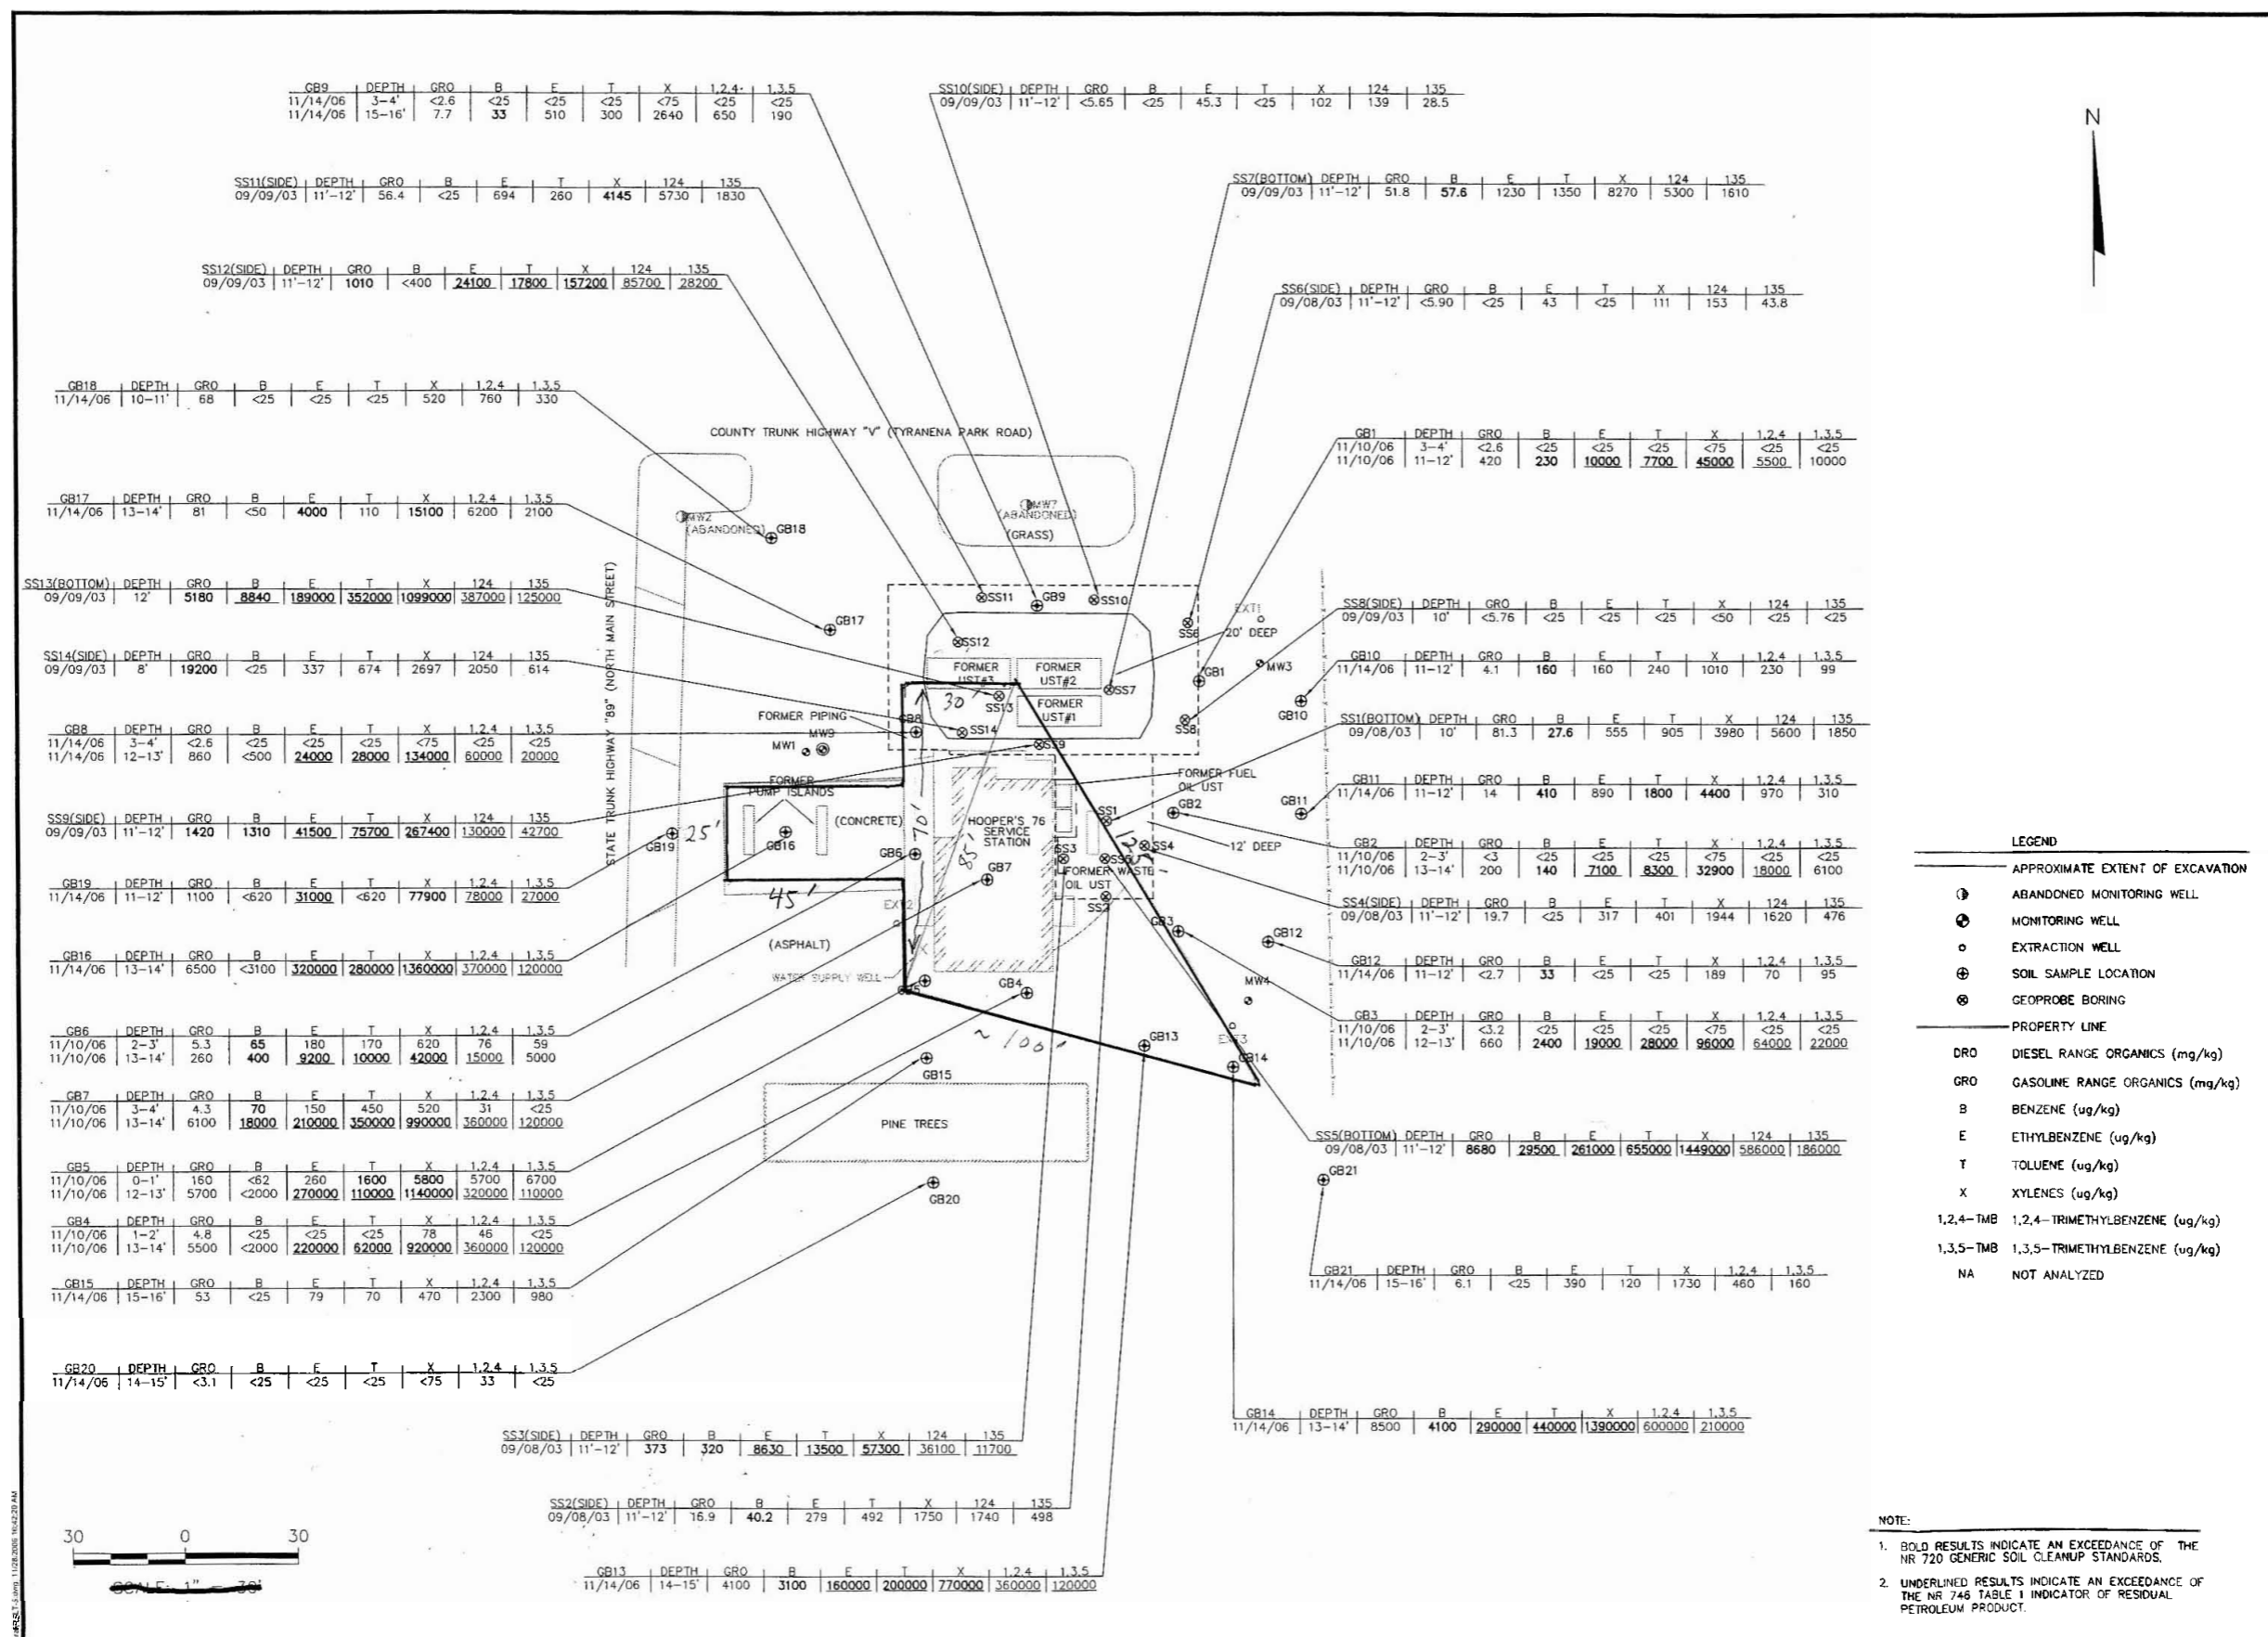 GB9 | DEPTH | GRO | B | E | T | X | 1,2,4- | 1,3,5
11/14/06 | 3-4' | <2.6 | <25 | <25 | <25 | <75 | <25 | <25
11/14/06 | 15-16' | 7.7 | 33 | 510 | 300 | 2640 | 650 | 190
SS10(SIDE) | DEPTH | GRO | B | E | T | X | 124 | 135
09/09/03 | 11'-12' | <5.65 | <25 | 45.3 | <25 | 102 | 139 | 28.5
N
SS11(SIDE) | DEPTH | GRO | B | E | T | X | 124 | 135
09/09/03 | 11'-12' | 56.4 | <25 | 694 | 260 | 4145 | 5730 | 1830
SS7(BOTTOM) | DEPTH | GRO | B | E | T | X | 124 | 135
09/09/03 | 11'-12' | 51.8 | 57.6 | 1230 | 1350 | 8270 | 5300 | 1610
SS12(SIDE) | DEPTH | GRO | B | E | T | X | 124 | 135
09/09/03 | 11'-12' | 1010 | <400 | 24100 | 17800 | 157200 | 85700 | 28200
SS6(SIDE) | DEPTH | GRO | B | E | T | X | 124 | 135
09/08/03 | 11'-12' | <5.90 | <25 | 43 | <25 | 111 | 153 | 43.8
GB18 | DEPTH | GRO | B | E | T | X | 1,2,4 | 1,3,5
11/14/06 | 10-11' | 68 | <25 | <25 | <25 | 520 | 760 | 330
COUNTY TRUNK HIGHWAY "V" (TYRANENA PARK ROAD)
GB1 | DEPTH | GRO | B | E | T | X | 1,2,4 | 1,3,5
11/10/06 | 3-4' | <2.6 | <25 | <25 | <25 | <75 | <25 | <25
11/10/06 | 11-12' | 420 | 230 | 10000 | 7700 | 45000 | 5500 | 10000
GB17 | DEPTH | GRO | B | E | T | X | 1,2,4 | 1,3,5
11/14/06 | 13-14' | 81 | <50 | 4000 | 110 | 15100 | 6200 | 2100
MW2
(ABANDONED)
GB18
MW7
(ABANDONED)
(GRASS)
SS13(BOTTOM) | DEPTH | GRO | B | E | T | X | 124 | 135
09/09/03 | 12' | 5180 | 8840 | 189000 | 352000 | 1099000 | 387000 | 125000
STATE TRUNK HIGHWAY "89" (NORTH MAIN STREET)
GB17
SS11
GB9
SS10
SS12
SS6
20' DEEP
EXT1
SS8(SIDE) | DEPTH | GRO | B | E | T | X | 124 | 135
09/09/03 | 10' | <5.76 | <25 | <25 | <25 | <50 | <25 | <25
SS14(SIDE) | DEPTH | GRO | B | E | T | X | 124 | 135
09/09/03 | 8' | 19200 | <25 | 337 | 674 | 2697 | 2050 | 614
FORMER
UST#3
FORMER
UST#2
FORMER
UST#1
SS7
GB1
MW3
GB10
GB10 | DEPTH | GRO | B | E | T | X | 1,2,4 | 1,3,5
11/14/06 | 11-12' | 4.1 | 160 | 160 | 240 | 1010 | 230 | 99
30'
SS13
SS14
SS8
SS9
FORMER PIPING
GB8
MW9
MW1
GB8 | DEPTH | GRO | B | E | T | X | 1,2,4 | 1,3,5
11/14/06 | 3-4' | <2.6 | <25 | <25 | <25 | <75 | <25 | <25
11/14/06 | 12-13' | 860 | <500 | 24000 | 28000 | 134000 | 60000 | 20000
SS1(BOTTOM) | DEPTH | GRO | B | E | T | X | 124 | 135
09/08/03 | 10' | 81.3 | 27.6 | 555 | 905 | 3980 | 5600 | 1850
FORMER
PUMP ISLANDS
FORMER FUEL
OIL UST
GB11
GB11 | DEPTH | GRO | B | E | T | X | 1,2,4 | 1,3,5
11/14/06 | 11-12' | 14 | 410 | 890 | 1800 | 4400 | 970 | 310
SS9(SIDE) | DEPTH | GRO | B | E | T | X | 124 | 135
09/09/03 | 11'-12' | 1420 | 1310 | 41500 | 75700 | 267400 | 130000 | 42700
GB19
25'
(CONCRETE)
GB16
70'
GB6
HOOPER'S 76
SERVICE
STATION
85'
GB7
SS1
GB2
SS3
SS5
SS4
12' DEEP
FORMER WASTE
OIL UST
SS2
GB2 | DEPTH | GRO | B | E | T | X | 1,2,4 | 1,3,5
11/10/06 | 2-3' | <3 | <25 | <25 | <25 | <75 | <25 | <25
11/10/06 | 13-14' | 200 | 140 | 7100 | 8300 | 32900 | 18000 | 6100
GB19 | DEPTH | GRO | B | E | T | X | 1,2,4 | 1,3,5
11/14/06 | 11-12' | 1100 | <620 | 31000 | <620 | 77900 | 78000 | 27000
45'
EXT2
SS4(SIDE) | DEPTH | GRO | B | E | T | X | 124 | 135
09/08/03 | 11'-12' | 19.7 | <25 | 317 | 401 | 1944 | 1620 | 476
GB3
GB12
(ASPHALT)
WATER SUPPLY WELL
GB16 | DEPTH | GRO | B | E | T | X | 1,2,4 | 1,3,5
11/14/06 | 13-14' | 6500 | <3100 | 320000 | 280000 | 1360000 | 370000 | 120000
GB12 | DEPTH | GRO | B | E | T | X | 1,2,4 | 1,3,5
11/14/06 | 11-12' | <2.7 | 33 | <25 | <25 | 189 | 70 | 95
GB5
GB4
MW4
GB3 | DEPTH | GRO | B | E | T | X | 1,2,4 | 1,3,5
11/10/06 | 2-3' | <3.2 | <25 | <25 | <25 | <75 | <25 | <25
11/10/06 | 12-13' | 660 | 2400 | 19000 | 28000 | 96000 | 64000 | 22000
GB6 | DEPTH | GRO | B | E | T | X | 1,2,4 | 1,3,5
11/10/06 | 2-3' | 5.3 | 65 | 180 | 170 | 620 | 76 | 59
11/10/06 | 13-14' | 260 | 400 | 9200 | 10000 | 42000 | 15000 | 5000
~ 100'
GB13
EXT3
GB14
GB15
GB7 | DEPTH | GRO | B | E | T | X | 1,2,4 | 1,3,5
11/10/06 | 3-4' | 4.3 | 70 | 150 | 450 | 520 | 31 | <25
11/10/06 | 13-14' | 6100 | 18000 | 210000 | 350000 | 990000 | 360000 | 120000
PINE TREES
SS5(BOTTOM) | DEPTH | GRO | B | E | T | X | 124 | 135
09/08/03 | 11'-12' | 8680 | 29500 | 261000 | 655000 | 1449000 | 586000 | 186000
GB5 | DEPTH | GRO | B | E | T | X | 1,2,4 | 1,3,5
11/10/06 | 0-1' | 160 | <62 | 260 | 1600 | 5800 | 5700 | 6700
11/10/06 | 12-13' | 5700 | <2000 | 270000 | 110000 | 1140000 | 320000 | 110000
GB20
GB21
GB4 | DEPTH | GRO | B | E | T | X | 1,2,4 | 1,3,5
11/10/06 | 1-2' | 4.8 | <25 | <25 | <25 | 78 | 46 | <25
11/10/06 | 13-14' | 5500 | <2000 | 220000 | 62000 | 920000 | 360000 | 120000
GB15 | DEPTH | GRO | B | E | T | X | 1,2,4 | 1,3,5
11/14/06 | 15-16' | 53 | <25 | 79 | 70 | 470 | 2300 | 980
GB21 | DEPTH | GRO | B | E | T | X | 1,2,4 | 1,3,5
11/14/06 | 15-16' | 6.1 | <25 | 390 | 120 | 1730 | 460 | 160
GB20 | DEPTH | GRO | B | E | T | X | 1,2,4 | 1,3,5
11/14/06 | 14-15' | <3.1 | <25 | <25 | <25 | <75 | 33 | <25
GB14 | DEPTH | GRO | B | E | T | X | 1,2,4 | 1,3,5
11/14/06 | 13-14' | 8500 | 4100 | 290000 | 440000 | 1390000 | 600000 | 210000
SS3(SIDE) | DEPTH | GRO | B | E | T | X | 124 | 135
09/08/03 | 11'-12' | 373 | 320 | 8630 | 13500 | 57300 | 36100 | 11700
SS2(SIDE) | DEPTH | GRO | B | E | T | X | 124 | 135
09/08/03 | 11'-12' | 16.9 | 40.2 | 279 | 492 | 1750 | 1740 | 498
GB13 | DEPTH | GRO | B | E | T | X | 1,2,4 | 1,3,5
11/14/06 | 14-15' | 4100 | 3100 | 160000 | 200000 | 770000 | 360000 | 120000
30 0 30
SCALE: 1" = 30'
LEGEND
APPROXIMATE EXTENT OF EXCAVATION
ABANDONED MONITORING WELL
MONITORING WELL
EXTRACTION WELL
SOIL SAMPLE LOCATION
GEOPROBE BORING
PROPERTY LINE
DRO DIESEL RANGE ORGANICS (mg/kg)
GRO GASOLINE RANGE ORGANICS (mg/kg)
B BENZENE (ug/kg)
E ETHYLBENZENE (ug/kg)
T TOLUENE (ug/kg)
X XYLENES (ug/kg)
1,2,4-TMB 1,2,4-TRIMETHYLBENZENE (ug/kg)
1,3,5-TMB 1,3,5-TRIMETHYLBENZENE (ug/kg)
NA NOT ANALYZED
NOTE:
1. BOLD RESULTS INDICATE AN EXCEEDANCE OF THE
NR 720 GENERIC SOIL CLEANUP STANDARDS.
2. UNDERLINED RESULTS INDICATE AN EXCEEDANCE OF
THE NR 746 TABLE 1 INDICATOR OF RESIDUAL
PETROLEUM PRODUCT.